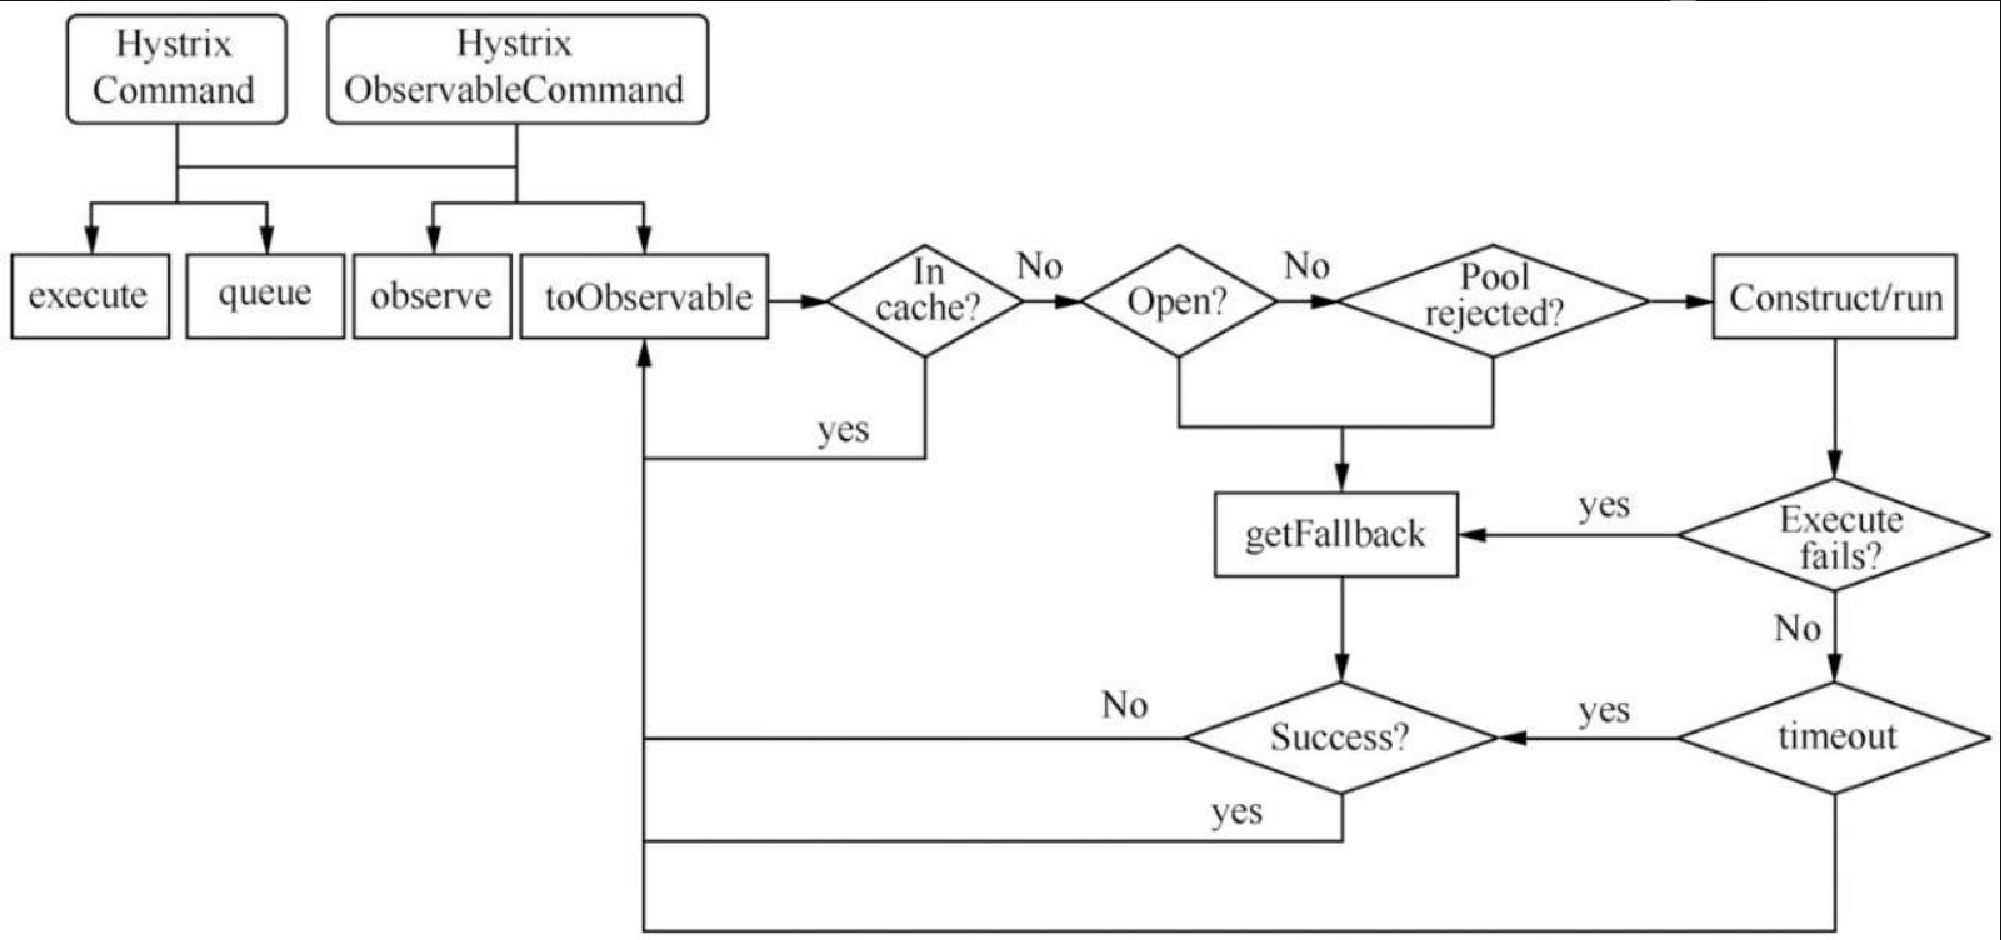 Hystrix
Command
Hystrix
ObservableCommand
execute
queue
observe
toObservable
In
cache?
No
Open?
No
Pool
rejected?
Construct/run
yes
getFallback
yes
Execute
fails?
No
No
Success?
yes
timeout
yes